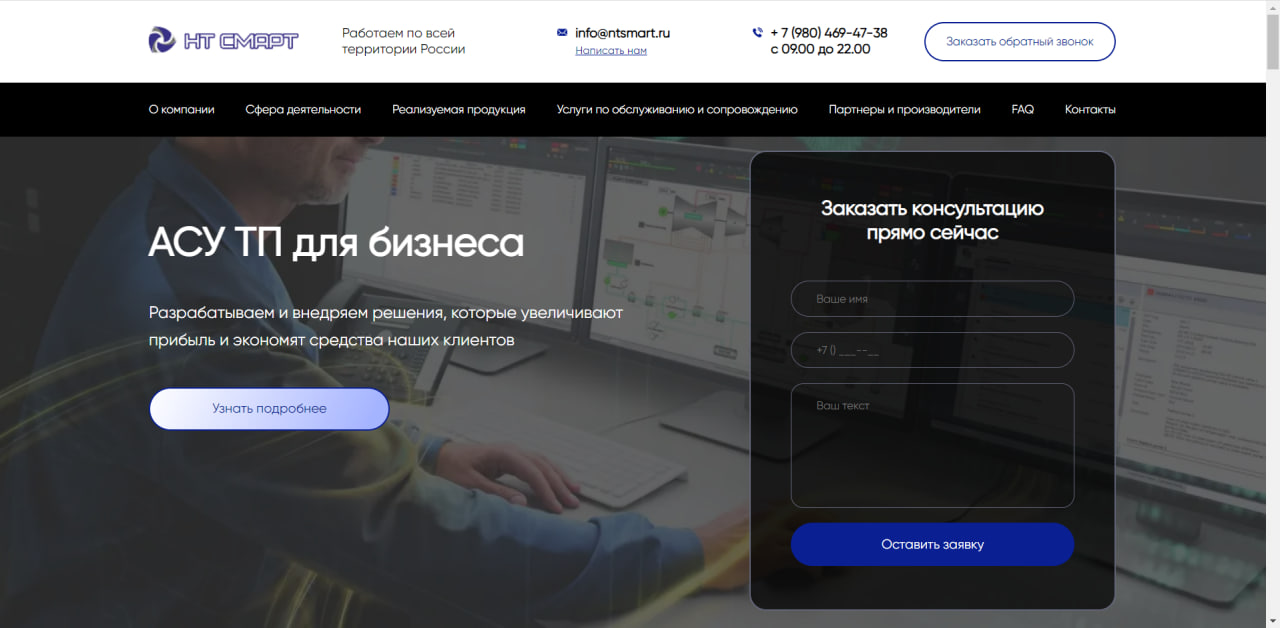 НТ СМАРТ
Работаем по всей
территории России
info@ntsmart.ru
Написать нам
+ 7 (980) 469-47-38
с 09.00 до 22.00
Заказать обратный звонок
О компании
Сфера деятельности
Реализуемая продукция
Услуги по обслуживанию и сопровождению
Партнеры и производители
FAQ
Контакты
АСУ ТП для бизнеса
Разрабатываем и внедряем решения, которые увеличивают
прибыль и экономят средства наших клиентов
Узнать подробнее
Заказать консультацию
прямо сейчас
Ваше имя
+7 () ___-__-__
Ваш текст
Оставить заявку